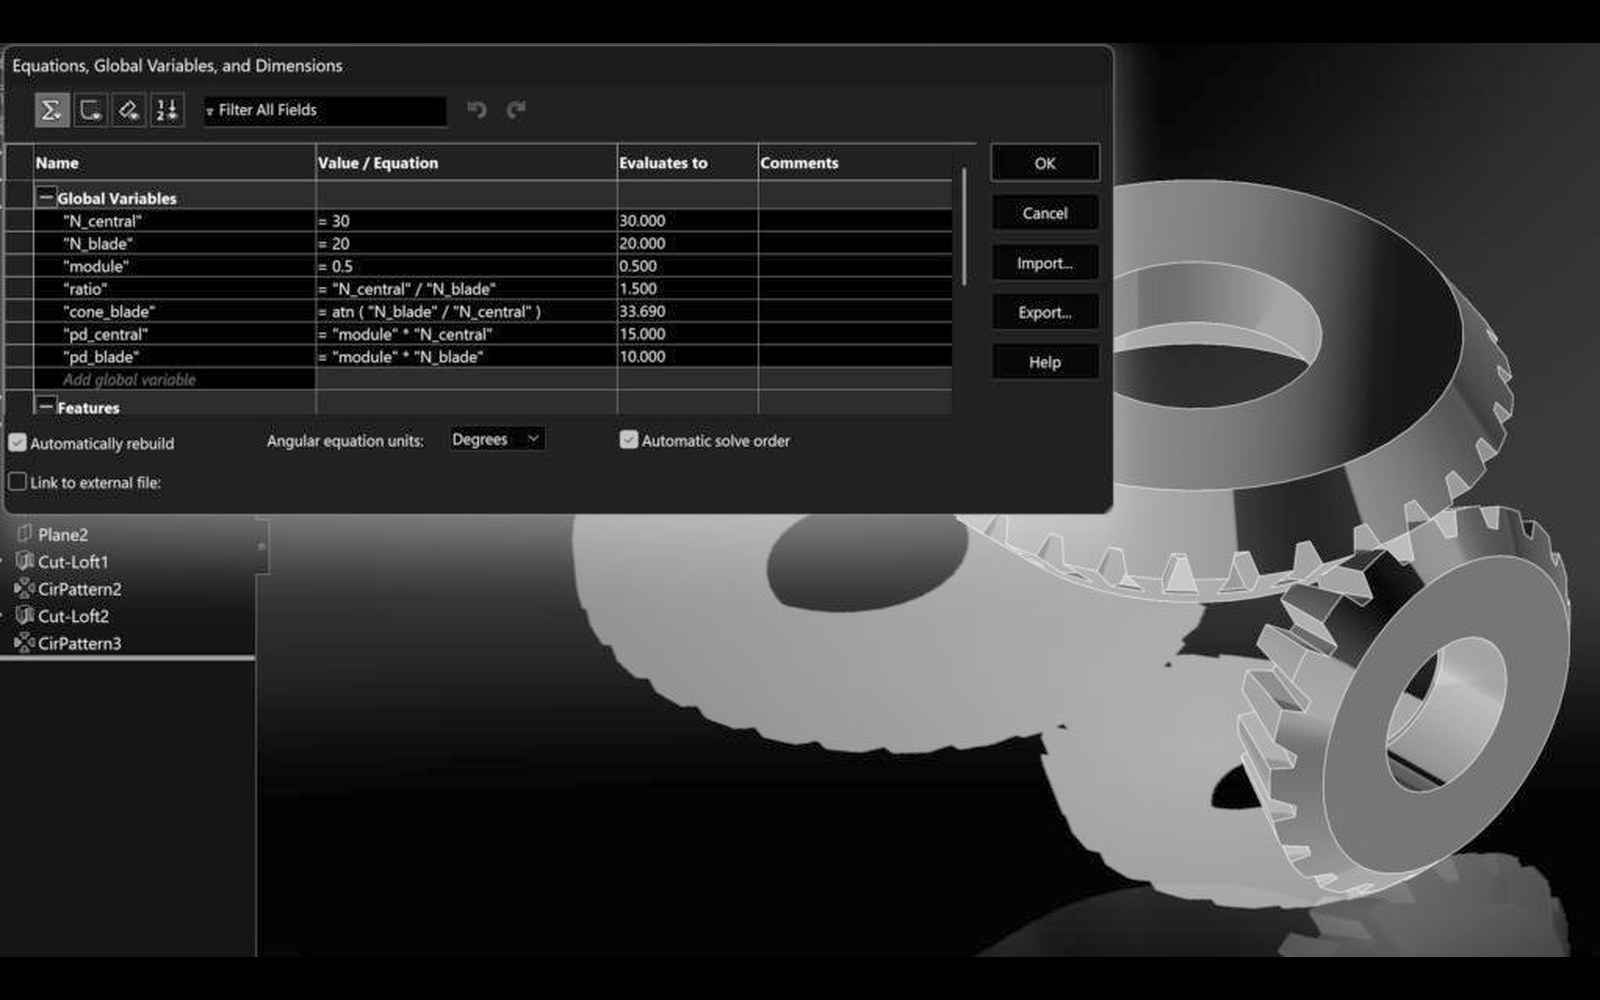 Equations, Global Variables, and Dimensions
Filter All Fields
Name Value / Equation Evaluates to Comments
Global Variables
"N_central" = 30 30.000
"N_blade" = 20 20.000
"module" = 0.5 0.500
"ratio" = "N_central" / "N_blade" 1.500
"cone_blade" = atn ( "N_blade" / "N_central" ) 33.690
"pd_central" = "module" * "N_central" 15.000
"pd_blade" = "module" * "N_blade" 10.000
Add global variable
Features
OK
Cancel
Import...
Export...
Help
Automatically rebuild Angular equation units: Degrees Automatic solve order
Link to external file:
Plane2
Cut-Loft1
CirPattern2
Cut-Loft2
CirPattern3